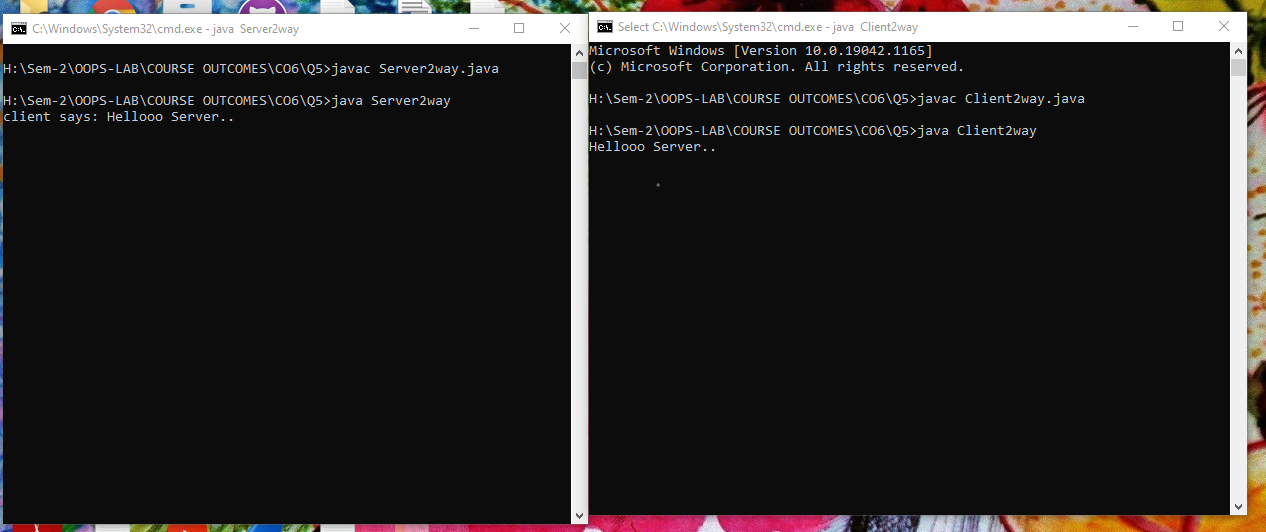 C:\Windows\System32\cmd.exe - java  Server2way
H:\Sem-2\OOPS-LAB\COURSE OUTCOMES\CO6\Q5>javac Server2way.java
H:\Sem-2\OOPS-LAB\COURSE OUTCOMES\CO6\Q5>java Server2way
client says: Hellooo Server..
Select C:\Windows\System32\cmd.exe - java  Client2way
Microsoft Windows [Version 10.0.19042.1165]
(c) Microsoft Corporation. All rights reserved.
H:\Sem-2\OOPS-LAB\COURSE OUTCOMES\CO6\Q5>javac Client2way.java
H:\Sem-2\OOPS-LAB\COURSE OUTCOMES\CO6\Q5>java Client2way
Hellooo Server..